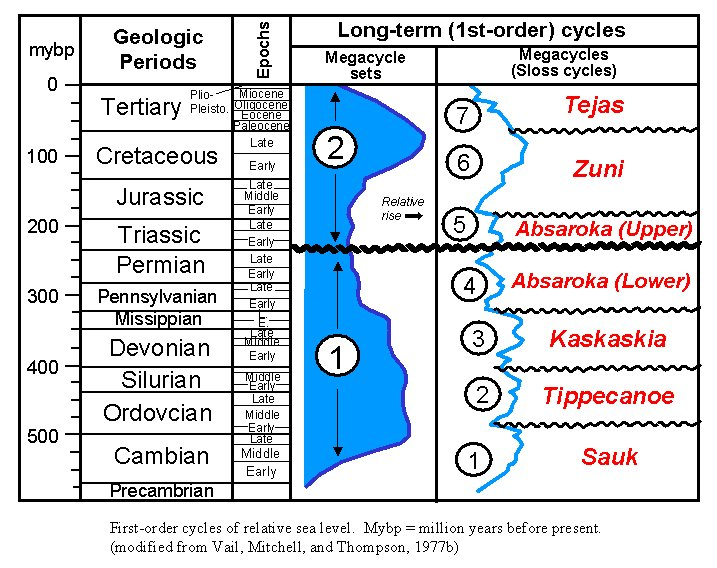 mybp
Geologic
Periods
Epochs
Long-term (1st-order) cycles
Megacycle
sets
Megacycles
(Sloss cycles)
0
100
200
300
400
500
Tertiary
Plio-
Pleisto.
Miocene
Oligocene
Eocene
Paleocene
Cretaceous
Late
Early
Jurassic
Late
Middle
Early
Triassic
Late
Early
Permian
Late
Early
Pennsylvanian
Late
Early
Missippian
L.
E.
Devonian
Late
Middle
Early
Silurian
Middle
Early
Ordovcian
Late
Middle
Early
Cambian
Late
Middle
Early
Precambrian
2
Relative
rise
1
7
Tejas
6
Zuni
5
Absaroka (Upper)
4
Absaroka (Lower)
3
Kaskaskia
2
Tippecanoe
1
Sauk
First-order cycles of relative sea level. Mybp = million years before present.
(modified from Vail, Mitchell, and Thompson, 1977b)